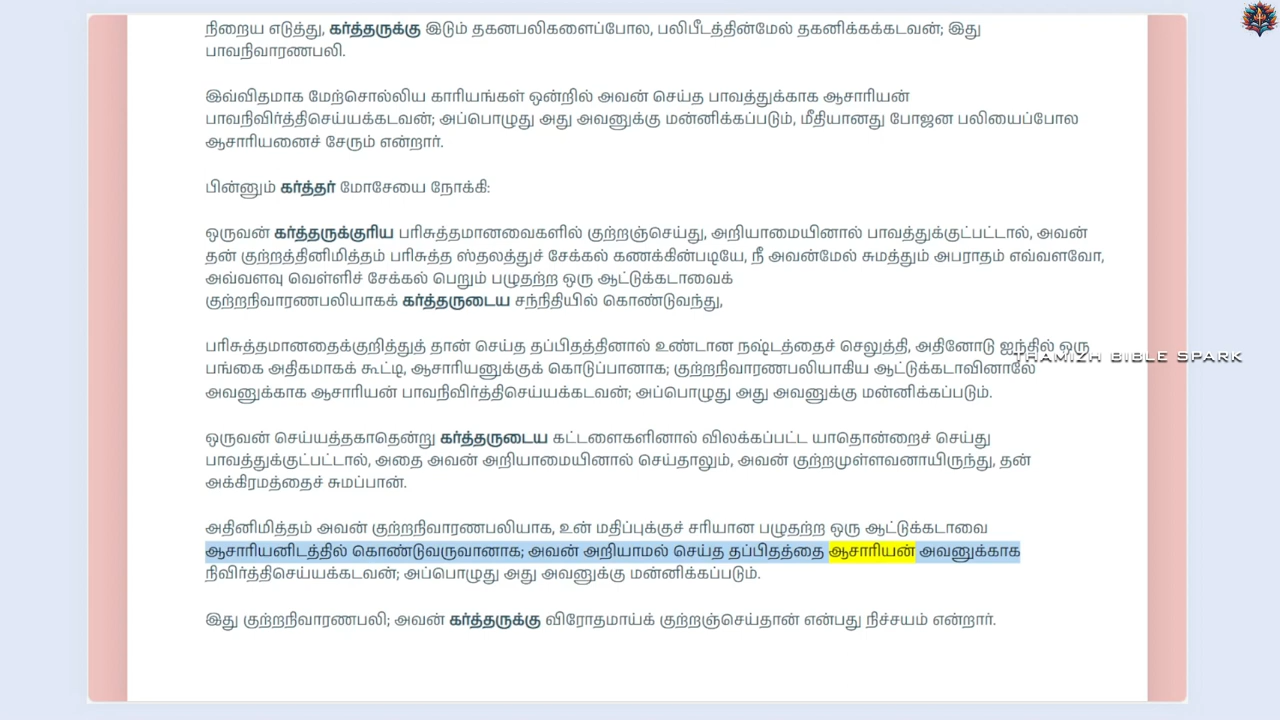 நிறைய எடுத்து, கர்த்தருக்கு இடும் தகனபலிகளைப்போல, பலிபீடத்தின்மேல் தகனிக்கக்கடவன்; இது
பாவநிவாரணபலி.
இவ்விதமாக மேற்சொல்லிய காரியங்கள் ஒன்றில் அவன் செய்த பாவத்துக்காக ஆசாரியன்
பாவநிவிர்த்திசெய்யக்கடவன்; அப்பொழுது அது அவனுக்கு மன்னிக்கப்படும், மீதியானது போஜன பலியைப்போல
ஆசாரியனைச் சேரும் என்றார்.
பின்னும் கர்த்தர் மோசேயை நோக்கி:
ஒருவன் கர்த்தருக்குரிய பரிசுத்தமானவைகளில் குற்றஞ்செய்து, அறியாமையினால் பாவத்துக்குட்பட்டால், அவன்
தன் குற்றத்தினிமித்தம் பரிசுத்த ஸ்தலத்துச் சேக்கல் கணக்கின்படியே, நீ அவன்மேல் சுமத்தும் அபராதம் எவ்வளவோ,
அவ்வளவு வெள்ளிச் சேக்கல் பெறும் பழுதற்ற ஒரு ஆட்டுக்கடாவைக்
குற்றநிவாரணபலியாகக் கர்த்தருடைய சந்நிதியில் கொண்டுவந்து,
பரிசுத்தமானதைக்குறித்துத் தான் செய்த தப்பிதத்தினால் உண்டான நஷ்டத்தைச் செலுத்தி, அதினோடு ஐந்தில் ஒரு
THAMIZH BIBLE SPARK
பங்கை அதிகமாகக் கூட்டி, ஆசாரியனுக்குக் கொடுப்பானாக; குற்றநிவாரணபலியாகிய ஆட்டுக்கடாவினாலே
அவனுக்காக ஆசாரியன் பாவநிவிர்த்திசெய்யக்கடவன்; அப்பொழுது அது அவனுக்கு மன்னிக்கப்படும்.
ஒருவன் செய்யத்தகாதென்று கர்த்தருடைய கட்டளைகளினால் விலக்கப்பட்ட யாதொன்றைச் செய்து
பாவத்துக்குட்பட்டால், அதை அவன் அறியாமையினால் செய்தாலும், அவன் குற்றமுள்ளவனாயிருந்து, தன்
அக்கிரமத்தைச் சுமப்பான்.
அதினிமித்தம் அவன் குற்றநிவாரணபலியாக, உன் மதிப்புக்குச் சரியான பழுதற்ற ஒரு ஆட்டுக்கடாவை
ஆசாரியனிடத்தில் கொண்டுவருவானாக; அவன் அறியாமல் செய்த தப்பிதத்தை ஆசாரியன் அவனுக்காக
நிவிர்த்திசெய்யக்கடவன்; அப்பொழுது அது அவனுக்கு மன்னிக்கப்படும்.
இது குற்றநிவாரணபலி; அவன் கர்த்தருக்கு விரோதமாய்க் குற்றஞ்செய்தான் என்பது நிச்சயம் என்றார்.